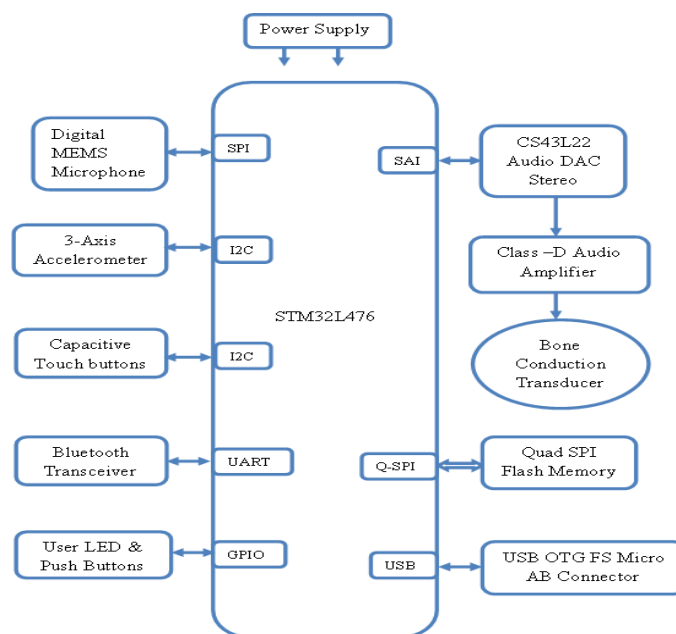 Power Supply
Digital
MEMS
Microphone
SPI
SAI
CS43L22
Audio DAC
Stereo
3-Axis
Accelerometer
I2C
Class –D Audio
Amplifier
STM32L476
Capacitive
Touch buttons
I2C
Bone
Conduction
Transducer
Bluetooth
Transceiver
UART
Q-SPI
Quad SPI
Flash Memory
User LED &
Push Buttons
GPIO
USB
USB OTG FS Micro
AB Connector